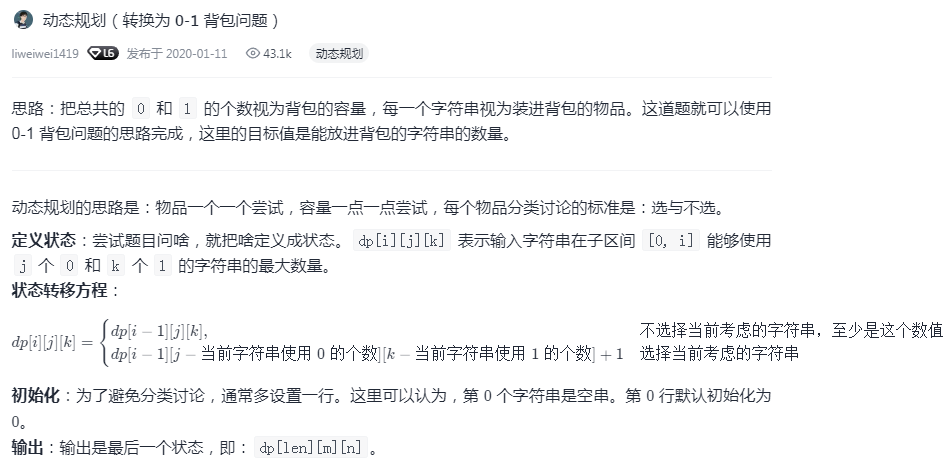 动态规划（转换为 0-1 背包问题）
liweiwei1419 L6 发布于 2020-01-11 43.1k 动态规划
思路：把总共的 0 和 1 的个数视为背包的容量，每一个字符串视为装进背包的物品。这道题就可以使用
0-1 背包问题的思路完成，这里的目标值是能放进背包的字符串的数量。
动态规划的思路是：物品一个一个尝试，容量一点一点尝试，每个物品分类讨论的标准是：选与不选。
定义状态：尝试题目问啥，就把啥定义成状态。dp[i][j][k] 表示输入字符串在子区间 [0, i] 能够使用
j 个 0 和 k 个 1 的字符串的最大数量。
状态转移方程：
dp[i][j][k] = { dp[i − 1][j][k], 不选择当前考虑的字符串，至少是这个数值
dp[i − 1][j − 当前字符串使用 0 的个数][k − 当前字符串使用 1 的个数] + 1 选择当前考虑的字符串
初始化：为了避免分类讨论，通常多设置一行。这里可以认为，第 0 个字符串是空串。第 0 行默认初始化为
0。
输出：输出是最后一个状态，即：dp[len][m][n] 。